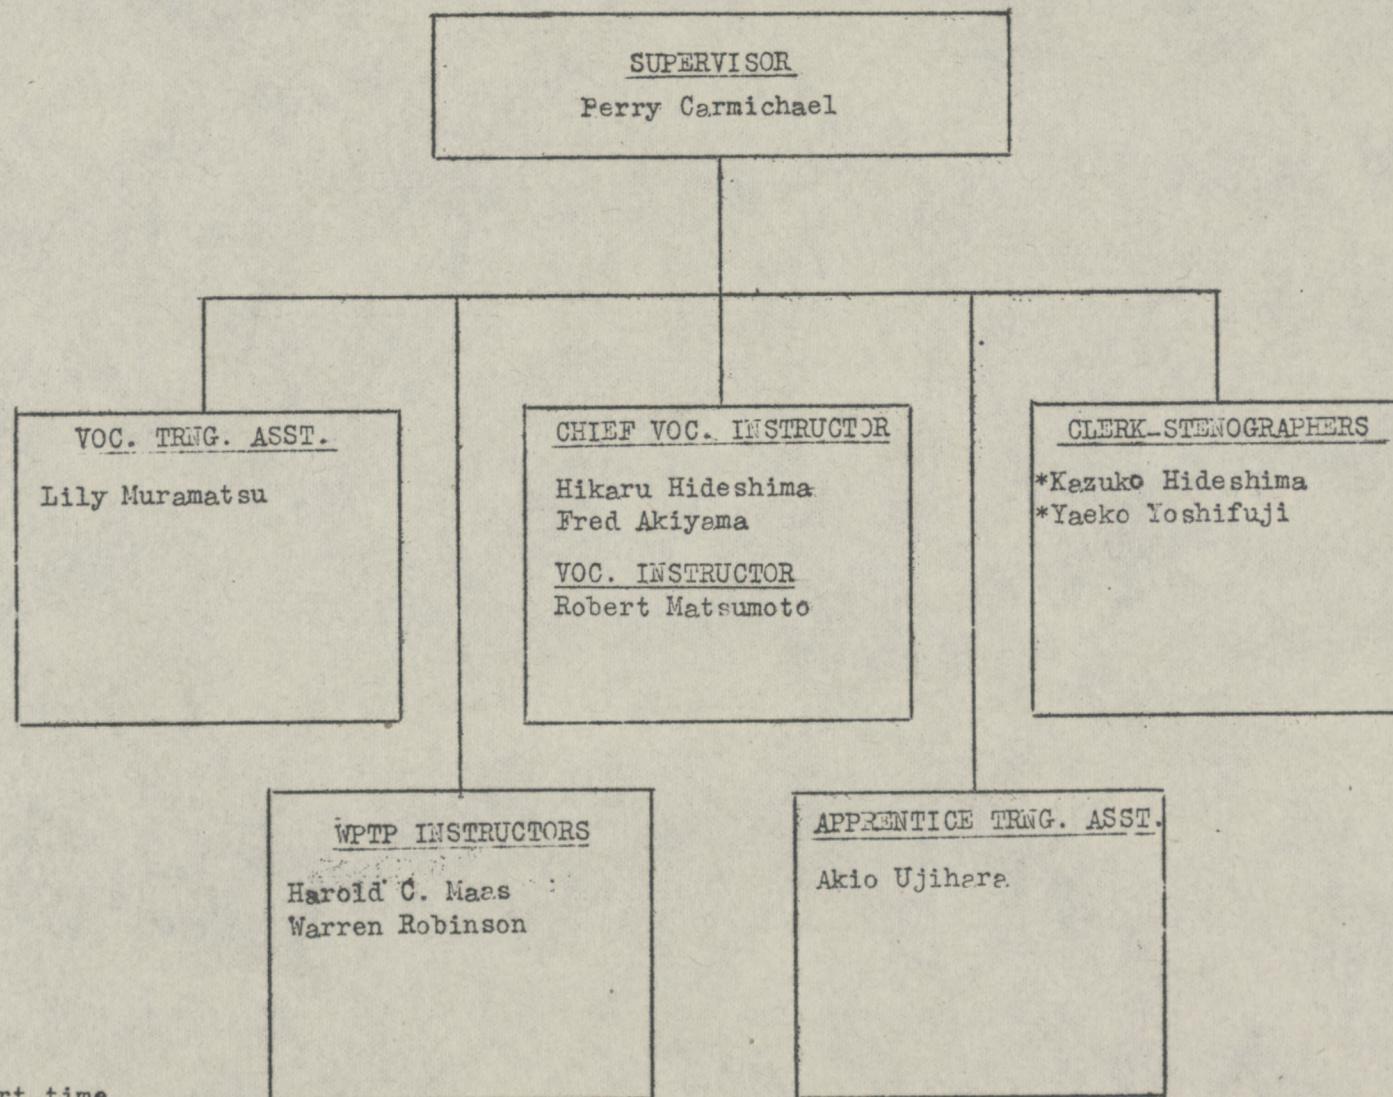 SUPERVISOR
Perry Carmichael
VOC. TRNG. ASST.
Lily Muramatsu
CHIEF VOC. INSTRUCTOR
Hikaru Hideshima
Fred Akiyama
VOC. INSTRUCTOR
Robert Matsumoto
CLERK-STENOGRAPHERS
*Kazuko Hideshima
*Yaeko Yoshifuji
WPTP INSTRUCTORS
Harold C. Maas
Warren Robinson
APPRENTICE TRNG. ASST.
Akio Ujihara
time